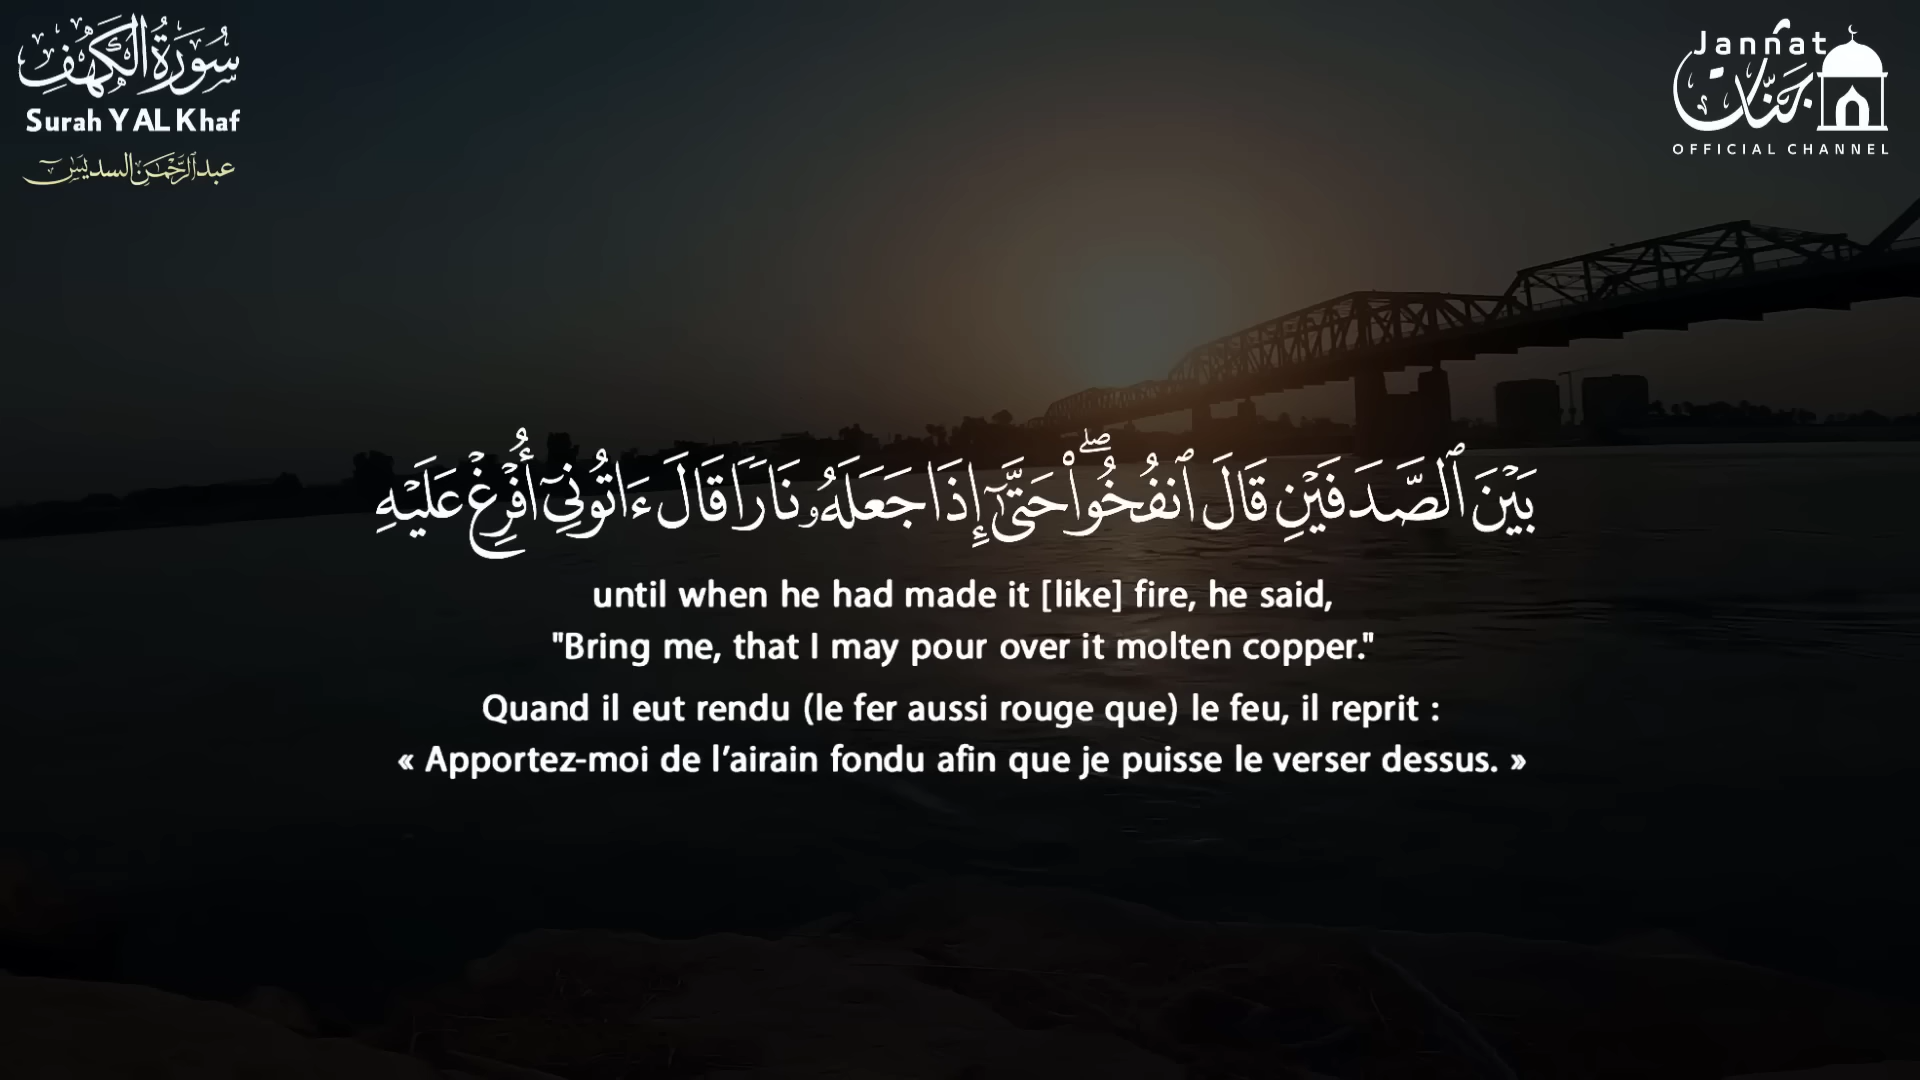 سُورَةُ الكَهْفِ
Surah Y AL Khaf
عبدالرَّحْمَٰن السديس
Jannat
جَنَّات
OFFICIAL CHANNEL
بَيْنَ ٱلصَّدَفَيْنِ قَالَ ٱنفُخُوا۟ ۖ حَتَّىٰٓ إِذَا جَعَلَهُۥ نَارًا قَالَ ءَاتُونِىٓ أُفْرِغْ عَلَيْهِ
until when he had made it [like] fire, he said,
"Bring me, that I may pour over it molten copper."
Quand il eut rendu (le fer aussi rouge que) le feu, il reprit :
« Apportez-moi de l’airain fondu afin que je puisse le verser dessus. »